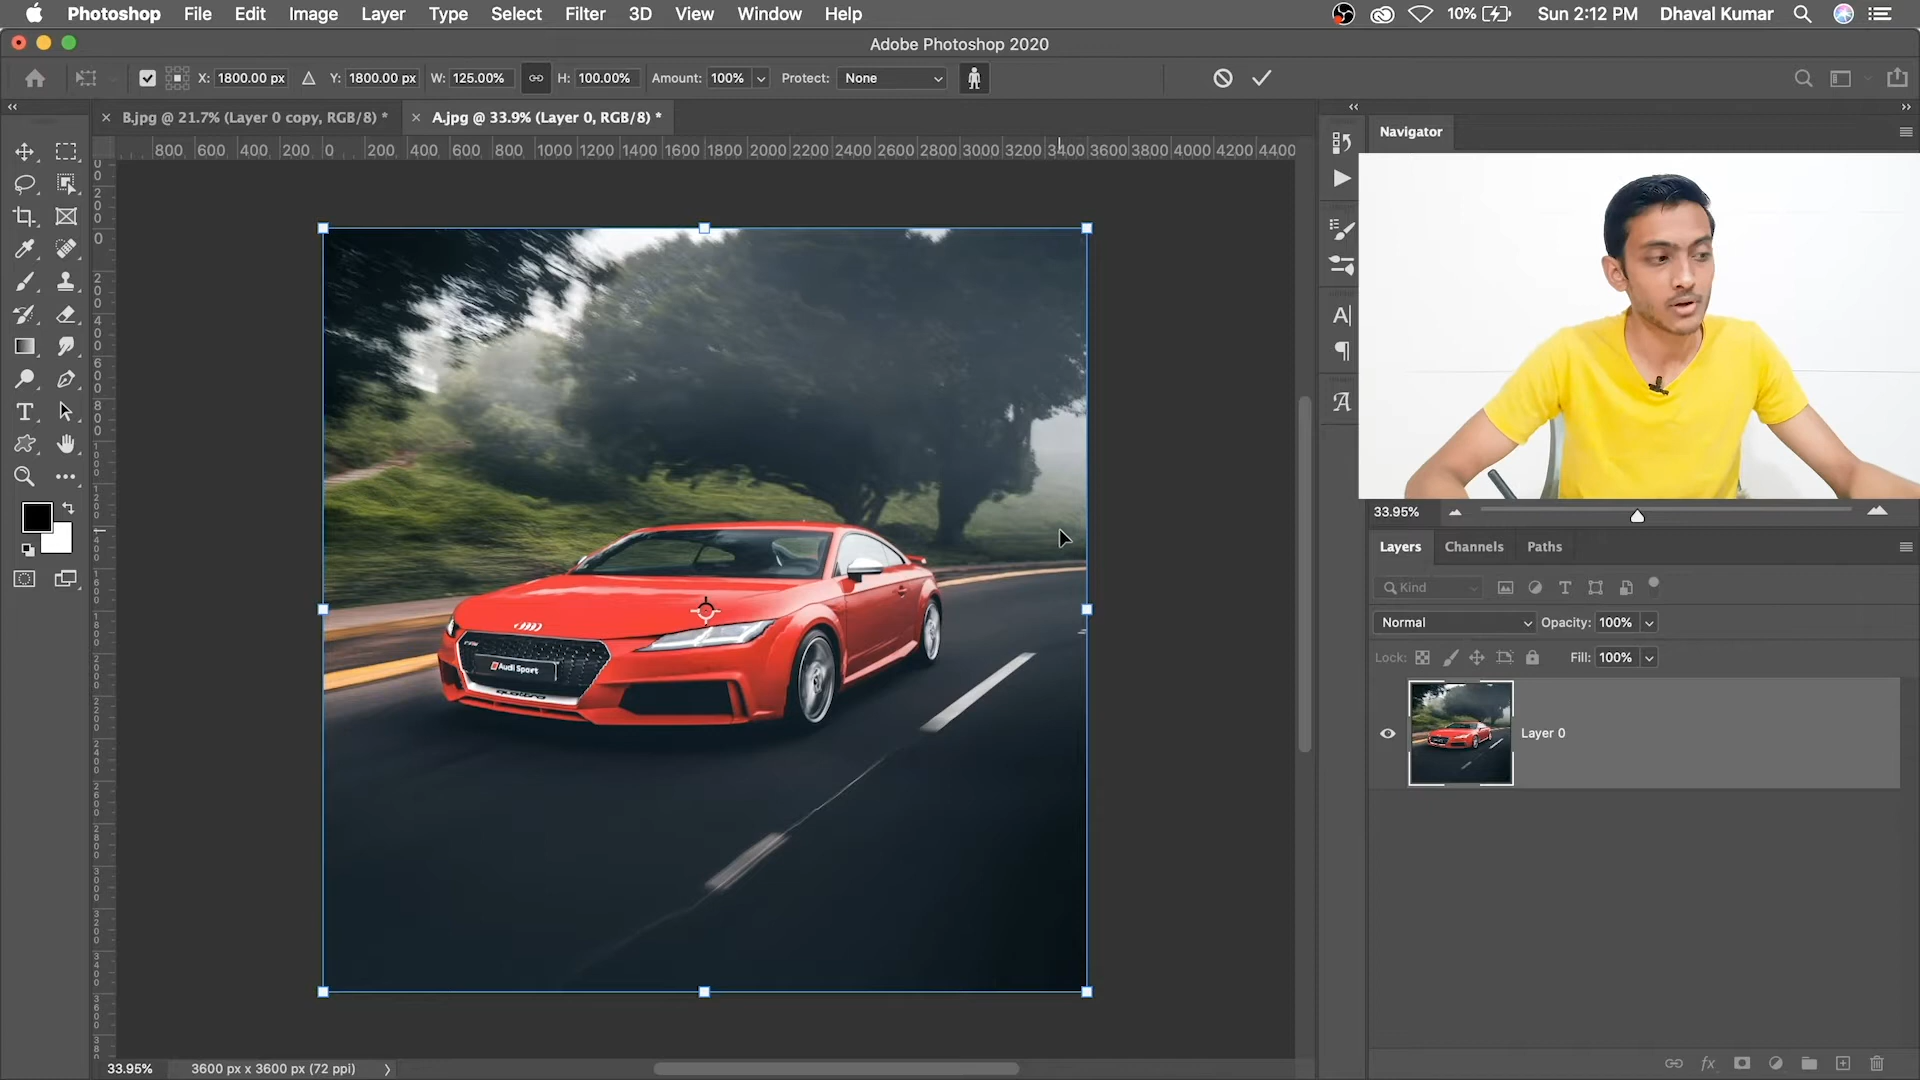 Photoshop File Edit Image Layer Type Select Filter 3D View Window Help 10% Sun 2:12 PM Dhaval Kumar
Adobe Photoshop 2020
X: 1800.00 px Y: 1800.00 px W: 125.00% H: 100.00% Amount: 100% Protect: None
B.jpg @ 21.7% (Layer 0 copy, RGB/8) * A.jpg @ 33.9% (Layer 0, RGB/8) *
800 600 400 200 0 200 400 600 800 1000 1200 1400 1600 1800 2000 2200 2400 2600 2800 3000 3200 3400 3600 3800 4000 4200 4400
Navigator
Audi Sport
quattro
33.95%
Layers Channels Paths
Kind
Normal Opacity: 100%
Lock: Fill: 100%
Layer 0
33.95% 3600 px x 3600 px (72 ppi)
fx